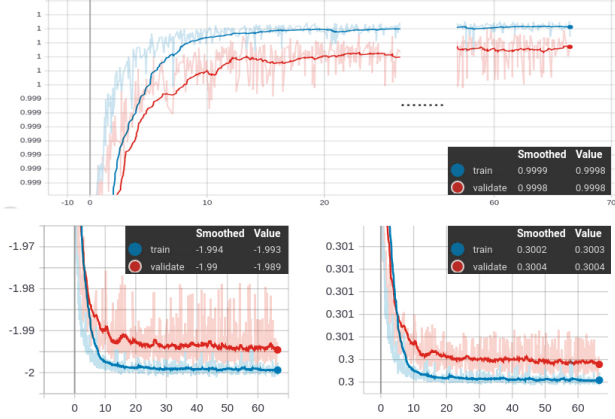 1
1
1
1
1
1
0.999
0.999
0.999
0.999
0.999
0.999
0.999
-10 0 10 20 60 70
Smoothed Value
train 0.9999 0.9998
validate 0.9998 0.9998
-1.97
-1.98
-1.99
-2
0 10 20 30 40 50 60
Smoothed Value
train -1.994 -1.993
validate -1.99 -1.989
0.301
0.301
0.301
0.301
0.301
0.3
0.3
0 10 20 30 40 50 60
Smoothed Value
train 0.3002 0.3003
validate 0.3004 0.3004